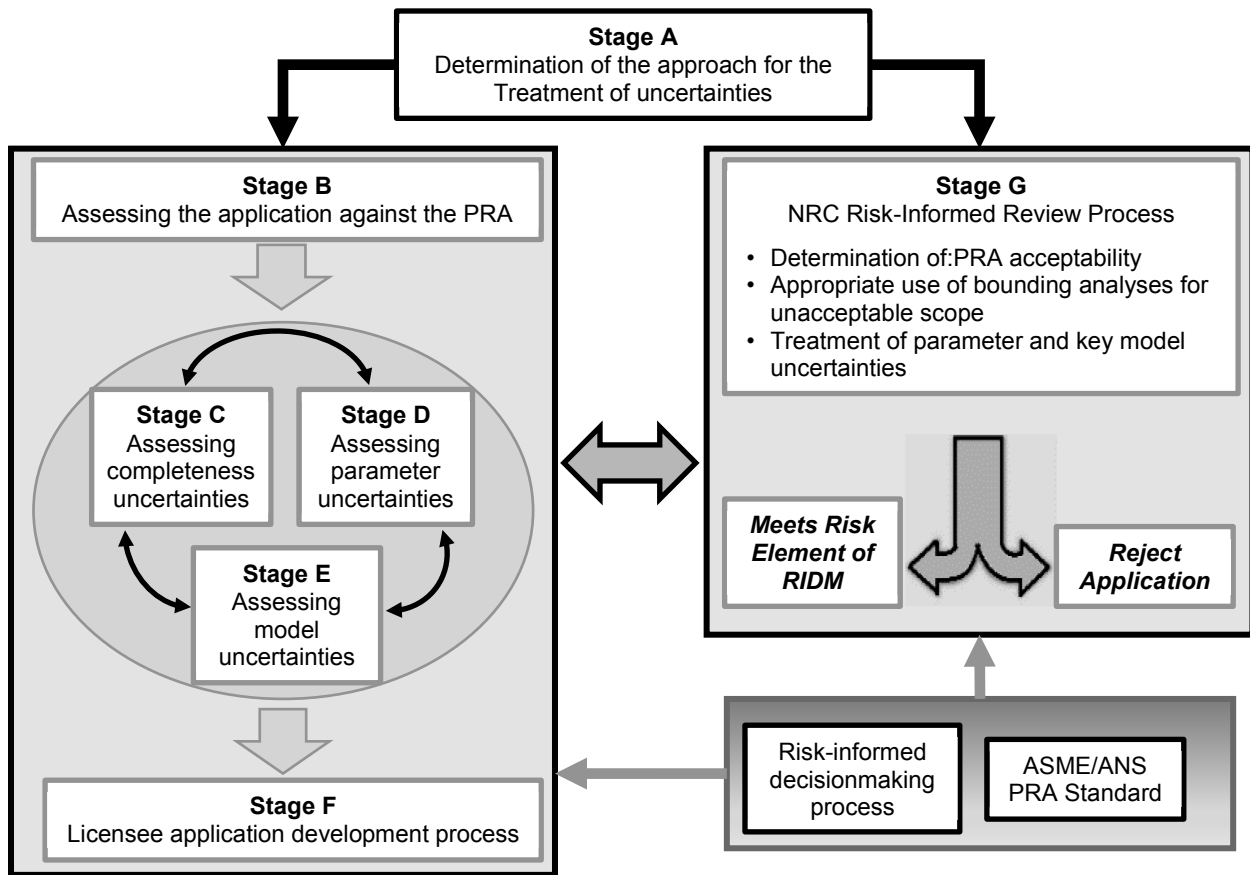 Stage A
Determination of the approach for the
Treatment of uncertainties
Stage B
Assessing the application against the PRA
Stage C
Assessing
completeness
uncertainties
Stage D
Assessing
parameter
uncertainties
Stage E
Assessing
model
uncertainties
Stage F
Licensee application development process
Stage G
NRC Risk-Informed Review Process
• Determination of:PRA acceptability
• Appropriate use of bounding analyses for
unacceptable scope
• Treatment of parameter and key model
uncertainties
Meets Risk
Element of
RIDM
Reject
Application
Risk-informed
decisionmaking
process
ASME/ANS
PRA Standard